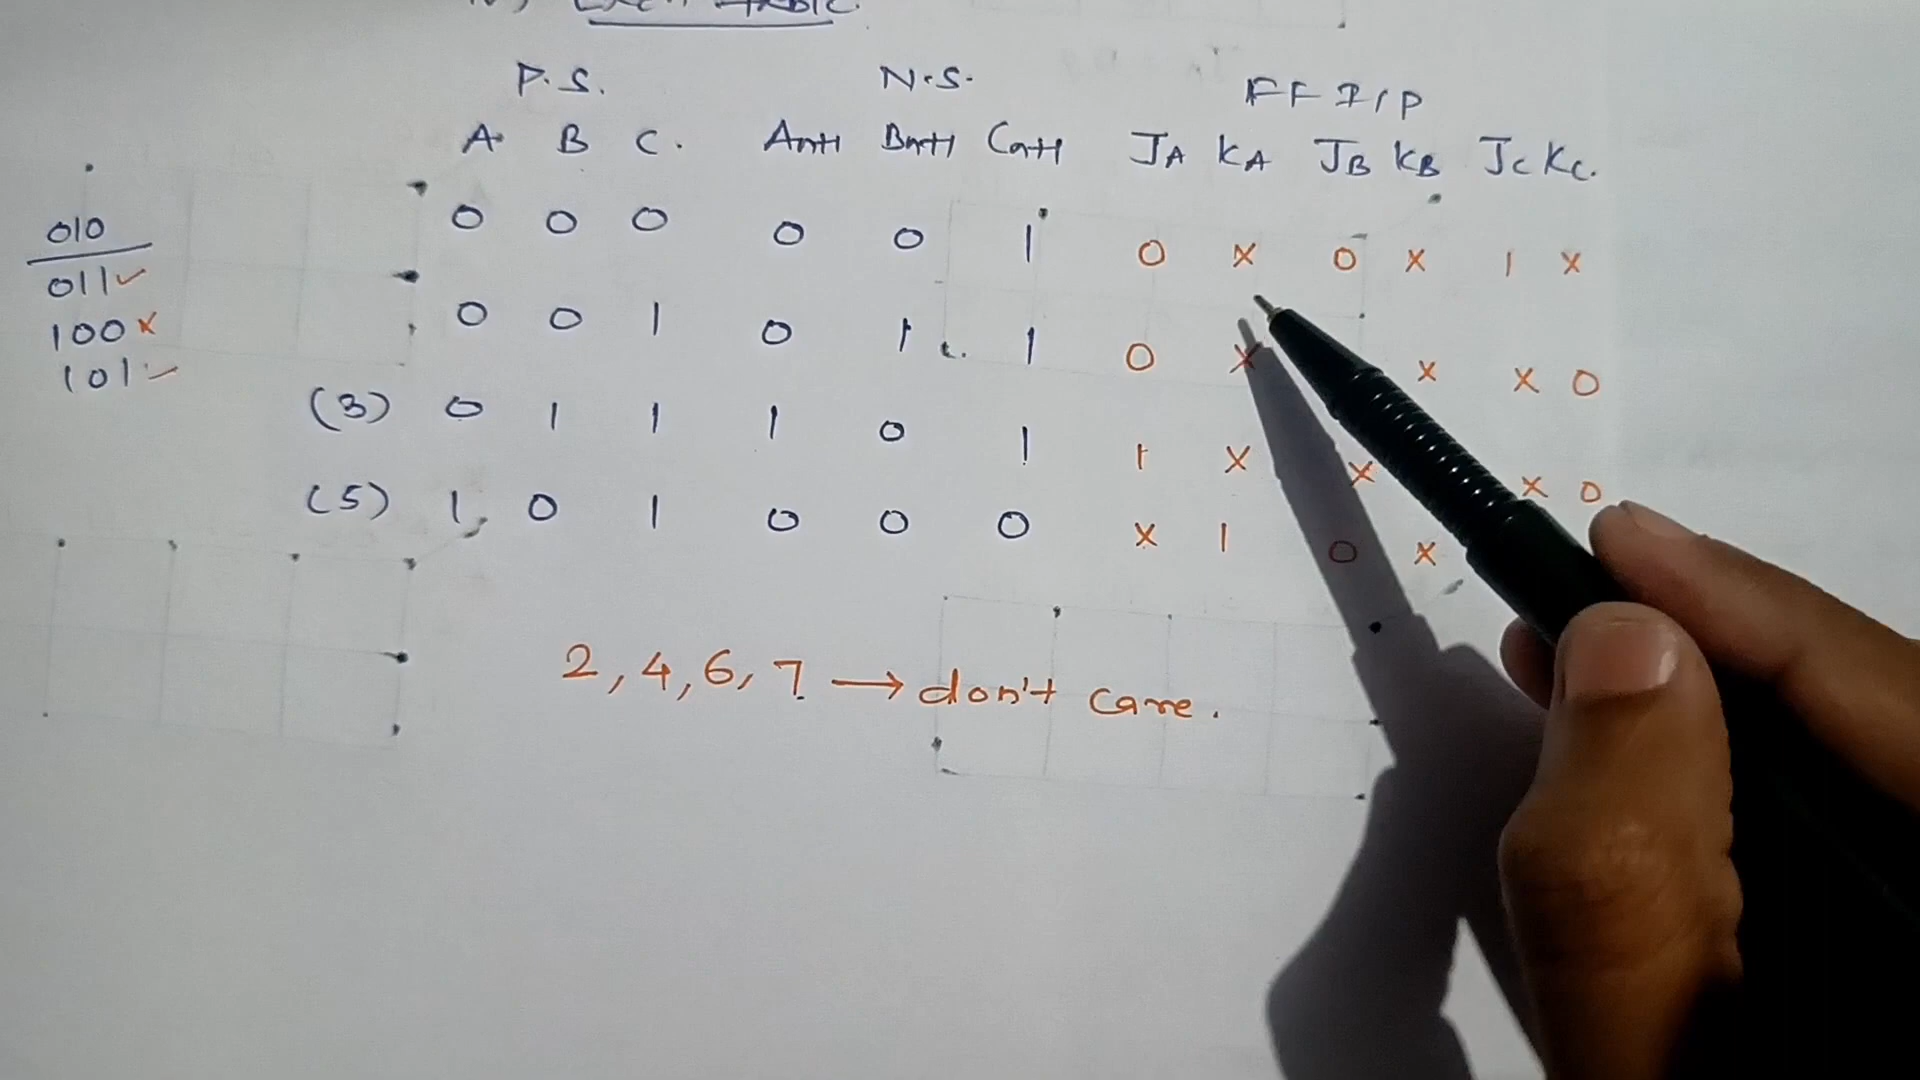 P.S. N.S. FF I/P
A B C. An+1 Bn+1 Cn+1 JA KA JB KB JC KC.
0 0 0 0 0 1 0 x 0 x 1 x
010
011✓
100x
101✓
0 0 1 0 1 1 0 x x x 0
(3) 0 1 1 1 0 1 1 x x x 0
(5) 1 0 1 0 0 0 x 1 0 x
2, 4, 6, 7 → don't care.